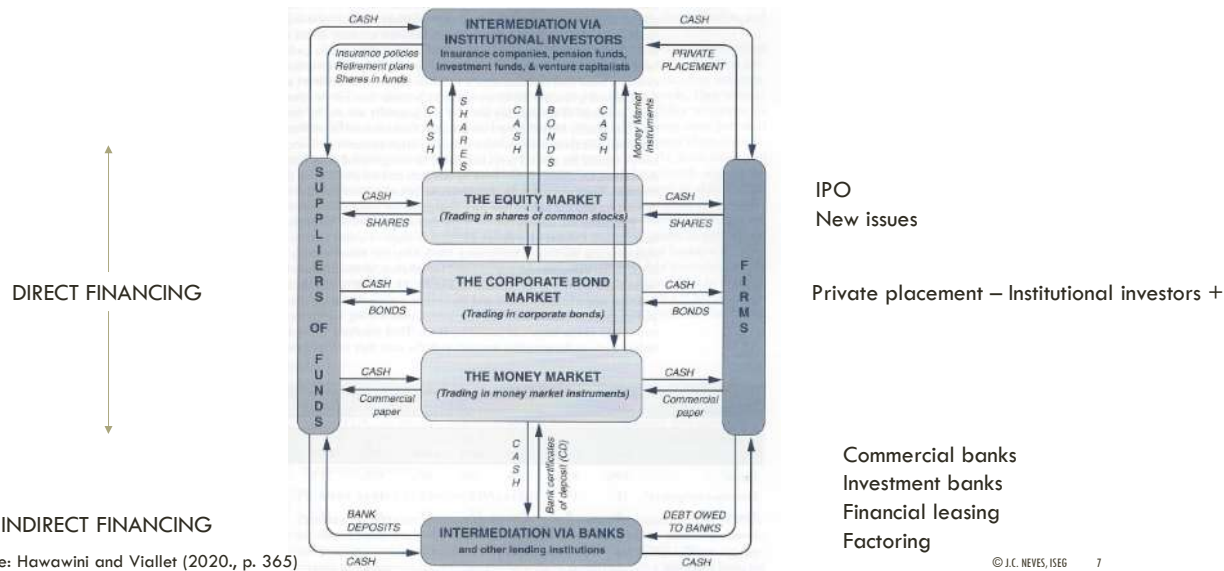 CASH
INTERMEDIATION VIA
INSTITUTIONAL INVESTORS
Insurance companies, pension funds,
investment funds, & venture capitalists
CASH
Insurance policies
Retirement plans
Shares in funds
PRIVATE
PLACEMENT
CASH
SHARES
CASH
BONDS
CASH
Money Market
Instruments
SUPPLIERS OF FUNDS
FIRMS
CASH
THE EQUITY MARKET
(Trading in shares of common stocks)
CASH
SHARES
SHARES
IPO
New issues
DIRECT FINANCING
CASH
THE CORPORATE BOND
MARKET
(Trading in corporate bonds)
CASH
BONDS
BONDS
Private placement – Institutional investors +
CASH
THE MONEY MARKET
(Trading in money market instruments)
CASH
Commercial
paper
Commercial
paper
CASH
Bank certificates
of deposit (CD)
Commercial banks
Investment banks
Financial leasing
Factoring
INDIRECT FINANCING
BANK
DEPOSITS
INTERMEDIATION VIA BANKS
and other lending institutions
DEBT OWED
TO BANKS
CASH
CASH
e: Hawawini and Viallet (2020., p. 365)
© J.C. NEVES, ISEG 7